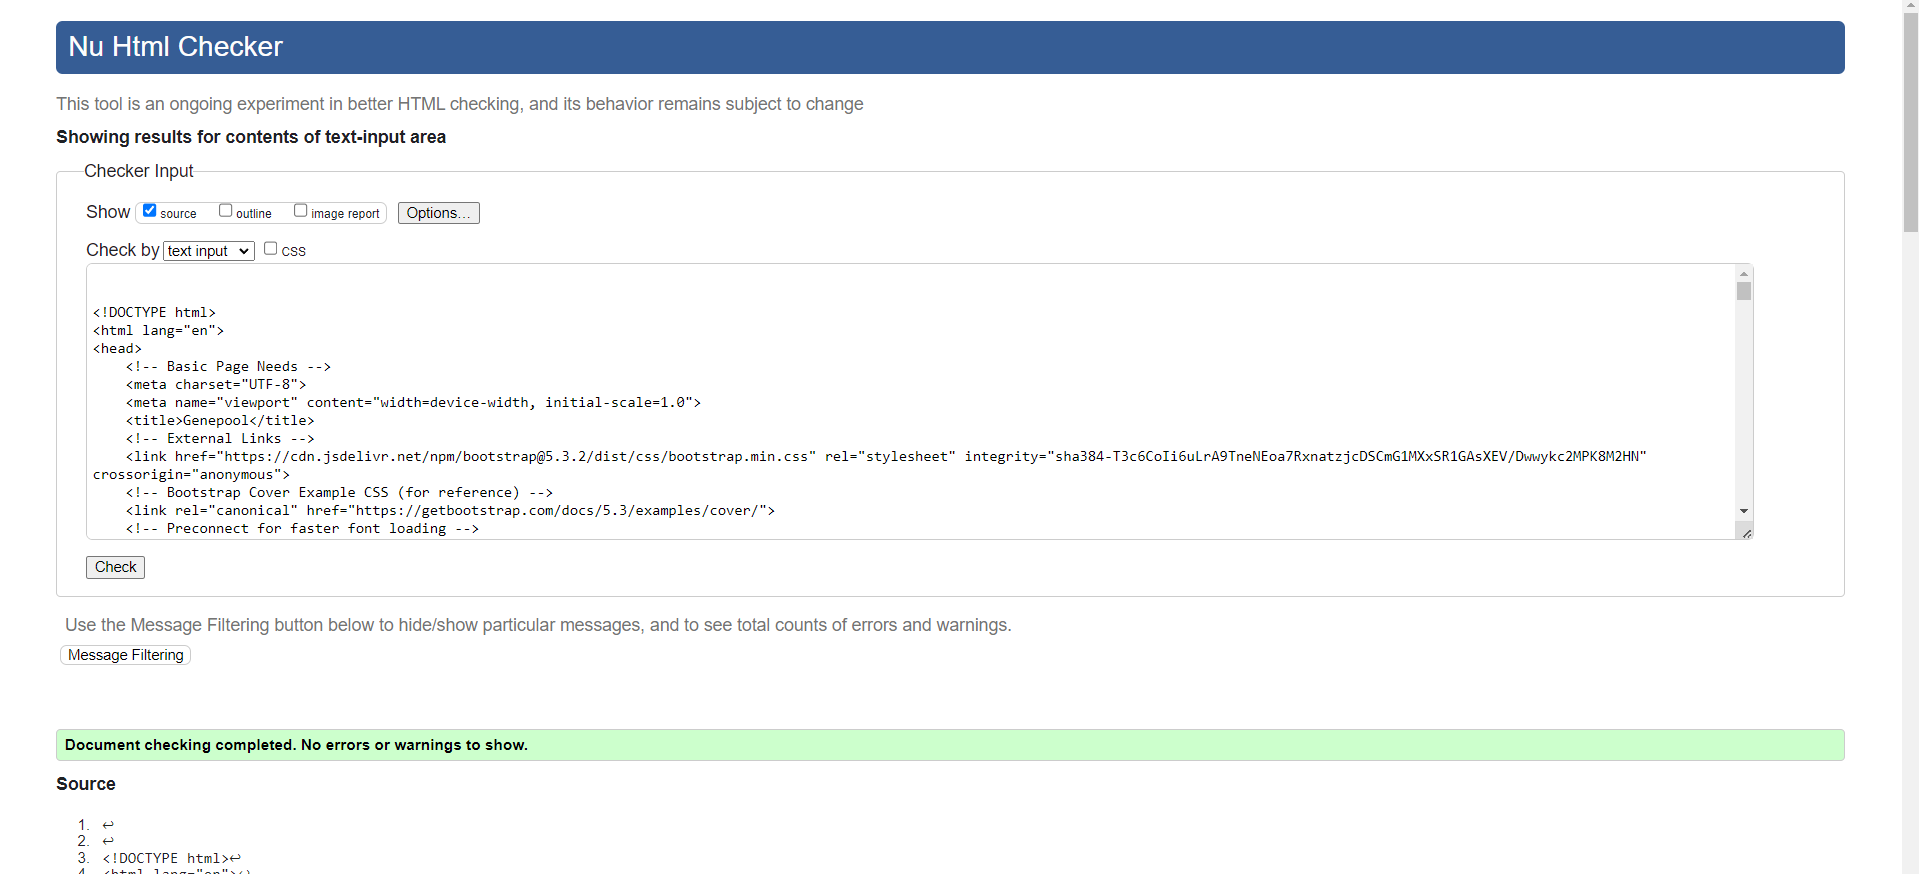 Nu Html Checker
This tool is an ongoing experiment in better HTML checking, and its behavior remains subject to change
Showing results for contents of text-input area
Checker Input
Show source outline image report Options...
Check by text input CSS
<!DOCTYPE html>
<html lang="en">
<head>
    <!-- Basic Page Needs -->
    <meta charset="UTF-8">
    <meta name="viewport" content="width=device-width, initial-scale=1.0">
    <title>Genepool</title>
    <!-- External Links -->
    <link href="https://cdn.jsdelivr.net/npm/bootstrap@5.3.2/dist/css/bootstrap.min.css" rel="stylesheet" integrity="sha384-T3c6CoIi6uLrA9TneNEoa7RxnatzjcDSCmG1MXxSR1GAsXEV/Dwwykc2MPK8M2HN"
crossorigin="anonymous">
    <!-- Bootstrap Cover Example CSS (for reference) -->
    <link rel="canonical" href="https://getbootstrap.com/docs/5.3/examples/cover/">
    <!-- Preconnect for faster font loading -->
Check
Use the Message Filtering button below to hide/show particular messages, and to see total counts of errors and warnings.
Message Filtering
Document checking completed. No errors or warnings to show.
Source
1. ↩
2. ↩
3. <!DOCTYPE html>↩
4. <html lang="en">↩